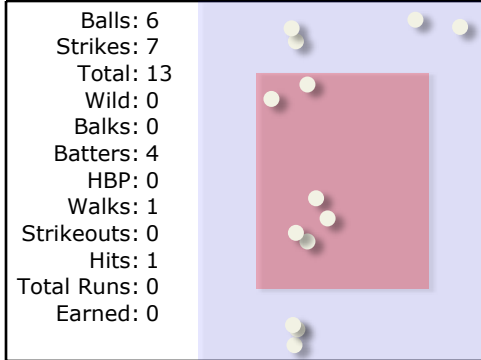 Balls: 6
Strikes: 7
Total: 13
Wild: 0
Balks: 0
Batters: 4
HBP: 0
Walks: 1
Strikeouts: 0
Hits: 1
Total Runs: 0
Earned: 0